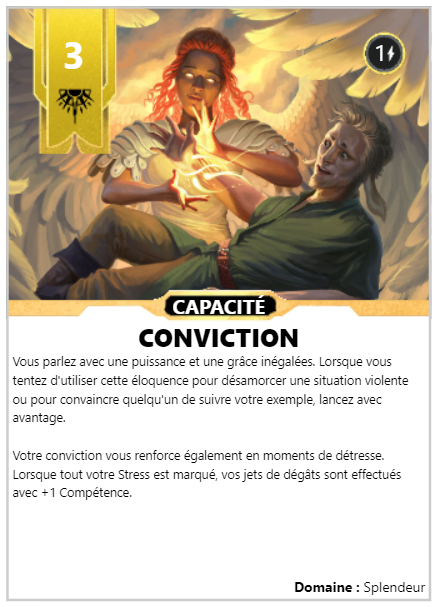 3
1
CAPACITÉ
CONVICTION
Vous parlez avec une puissance et une grâce inégalées. Lorsque vous
tentez d'utiliser cette éloquence pour désamorcer une situation violente
ou pour convaincre quelqu'un de suivre votre exemple, lancez avec
avantage.
Votre conviction vous renforce également en moments de détresse.
Lorsque tout votre Stress est marqué, vos jets de dégâts sont effectués
avec +1 Compétence.
Domaine : Splendeur